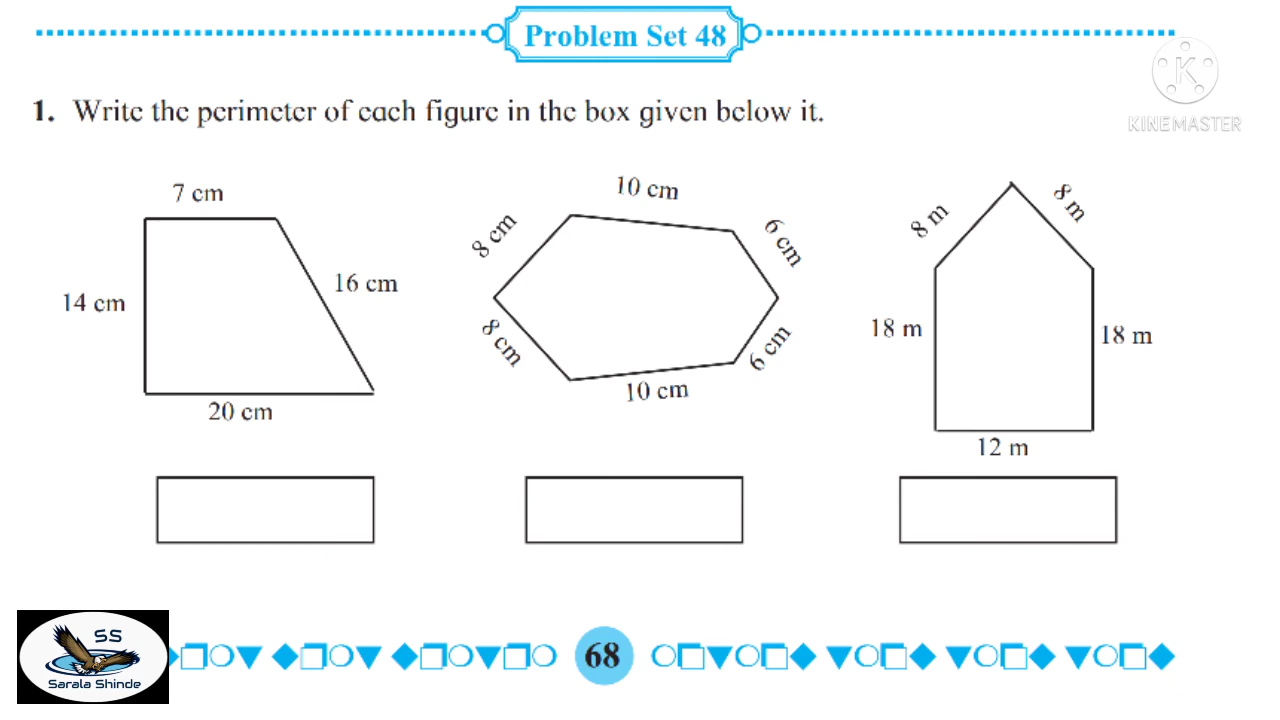 Problem Set 48
KINEMASTER
1. Write the perimeter of each figure in the box given below it.
7 cm
14 cm
16 cm
20 cm
10 cm
8 cm
6 cm
8 cm
6 cm
10 cm
8 m
8 m
18 m
18 m
12 m
SS
Sarala Shinde
68